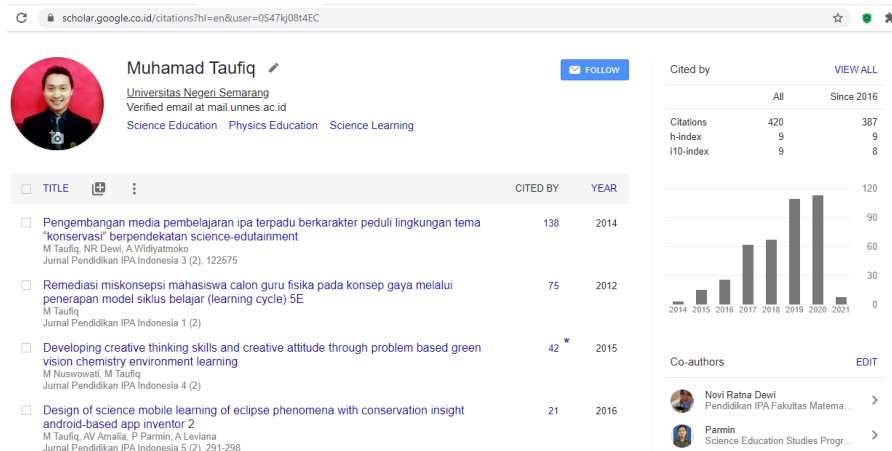 scholar.google.co.id/citations?hl=en&user=0S47kj08t4EC
Muhamad Taufiq
FOLLOW
Universitas Negeri Semarang
Verified email at mail.unnes.ac.id
Science Education Physics Education Science Learning
TITLE CITED BY YEAR
Pengembangan media pembelajaran ipa terpadu berkarakter peduli lingkungan tema 138 2014
“konservasi” berpendekatan science-edutainment
M Taufiq, NR Dewi, A Widiyatmoko
Jurnal Pendidikan IPA Indonesia 3 (2), 122575
Remediasi miskonsepsi mahasiswa calon guru fisika pada konsep gaya melalui 75 2012
penerapan model siklus belajar (learning cycle) 5E
M Taufiq
Jurnal Pendidikan IPA Indonesia 1 (2)
Developing creative thinking skills and creative attitude through problem based green 42 * 2015
vision chemistry environment learning
M Nuswowati, M Taufiq
Jurnal Pendidikan IPA Indonesia 4 (2)
Design of science mobile learning of eclipse phenomena with conservation insight 21 2016
android-based app inventor 2
M Taufiq, AV Amalia, P Parmin, A Leviana
Jurnal Pendidikan IPA Indonesia 5 (2), 291-298
Cited by VIEW ALL
All Since 2016
Citations 420 387
h-index 9 9
i10-index 9 8
120
90
60
30
0
2014 2015 2016 2017 2018 2019 2020 2021
Co-authors EDIT
Novi Ratna Dewi
Pendidikan IPA Fakultas Matema...
Parmin
Science Education Studies Progr...